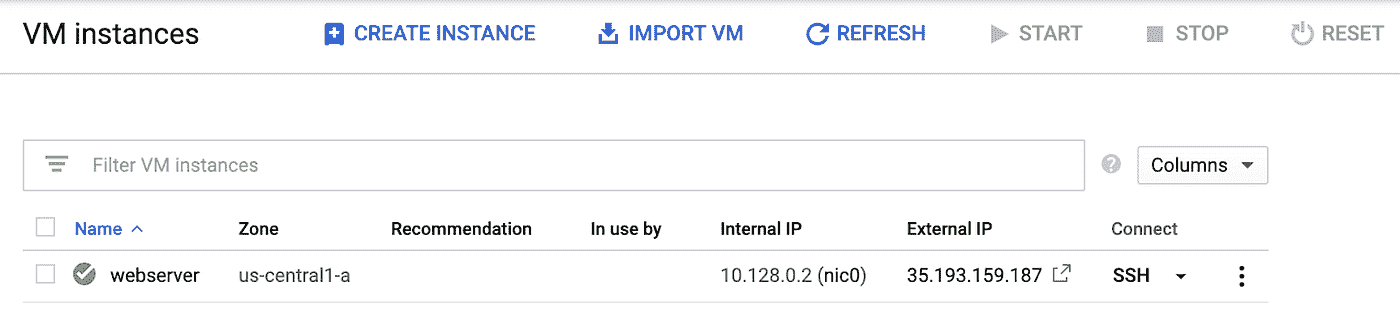 VM instances CREATE INSTANCE IMPORT VM REFRESH START STOP RESET
Filter VM instances ? Columns
Name Zone Recommendation In use by Internal IP External IP Connect
webserver us-central1-a 10.128.0.2 (nic0) 35.193.159.187 SSH